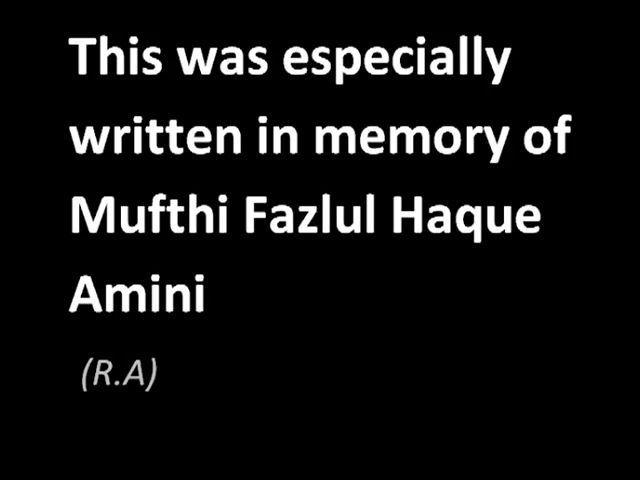 This was especially
written in memory of
Mufthi Fazlul Haque
Amini
(R.A)